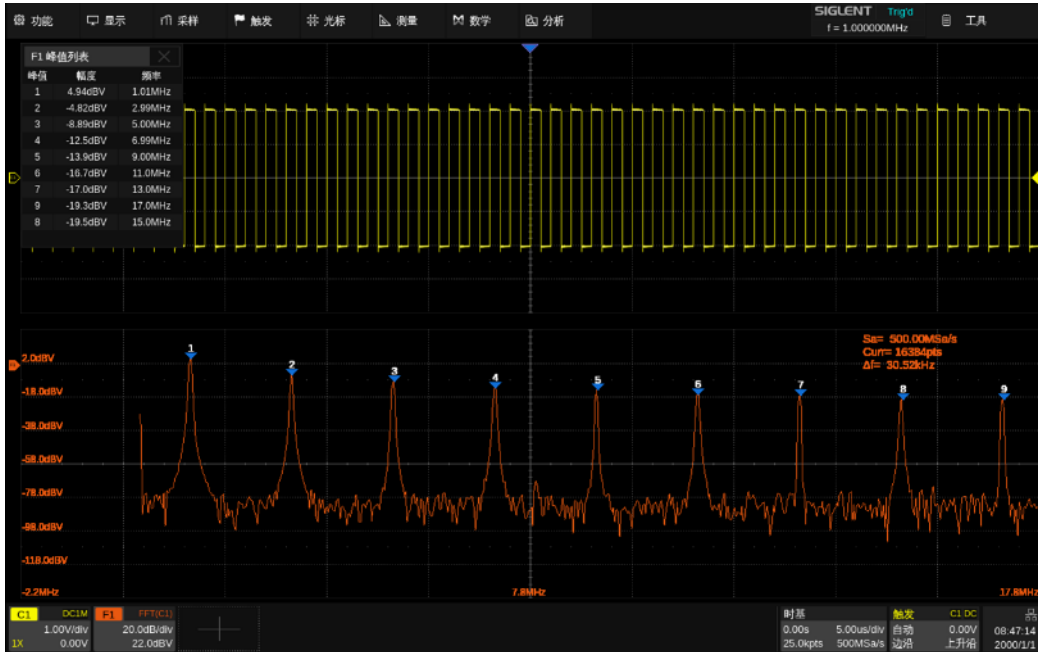 功能 显示 采样 触发 光标 测量 数学 分析 SIGLENT Trig'd 工具
f = 1.000000MHz
F1 峰值列表
峰值 幅度 频率
1 4.94dBV 1.01MHz
2 -4.82dBV 2.99MHz
3 -8.89dBV 5.00MHz
4 -12.5dBV 6.99MHz
5 -13.9dBV 9.00MHz
6 -16.7dBV 11.0MHz
7 -17.0dBV 13.0MHz
9 -19.3dBV 17.0MHz
8 -19.5dBV 15.0MHz
Sa= 500.00MSa/s
Curr= 16384pts
Δf= 30.52kHz
1 2 3 4 5 6 7 8 9
2.0dBV
-18.0dBV
-38.0dBV
-58.0dBV
-78.0dBV
-98.0dBV
-118.0dBV
-2.2MHz 7.8MHz 17.8MHz
C1 DC1M F1 FFT(C1) 时基 触发 C1 DC
1.00V/div 20.0dB/div 0.00s 5.00us/div 自动 0.00V 08:47:14
1X 0.00V 22.0dBV 25.0kpts 500MSa/s 边沿 上升沿 2000/1/1